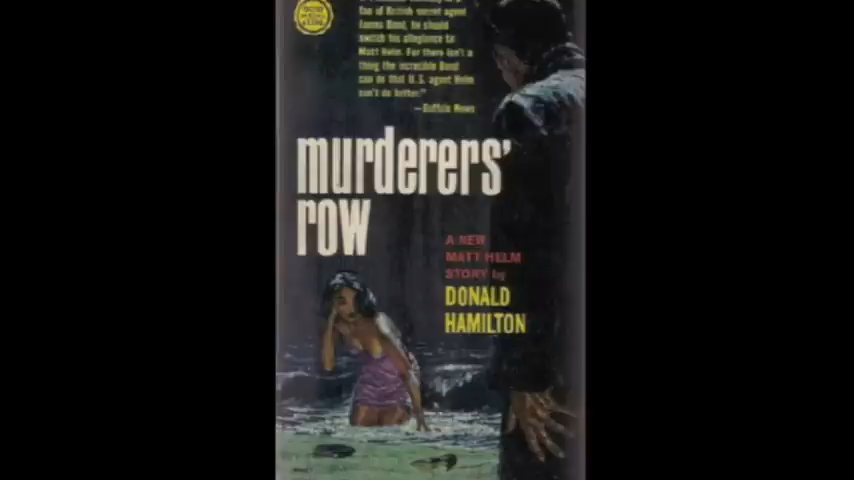 fan of British secret agent
James Bond, he should
switch his allegiance to
Matt Helm. For there isn't a
thing the incredible Bond
can do that U.S. agent Helm
can't do better."
—Buffalo News
murderers'
row
A NEW
MATT HELM
STORY by
DONALD
HAMILTON